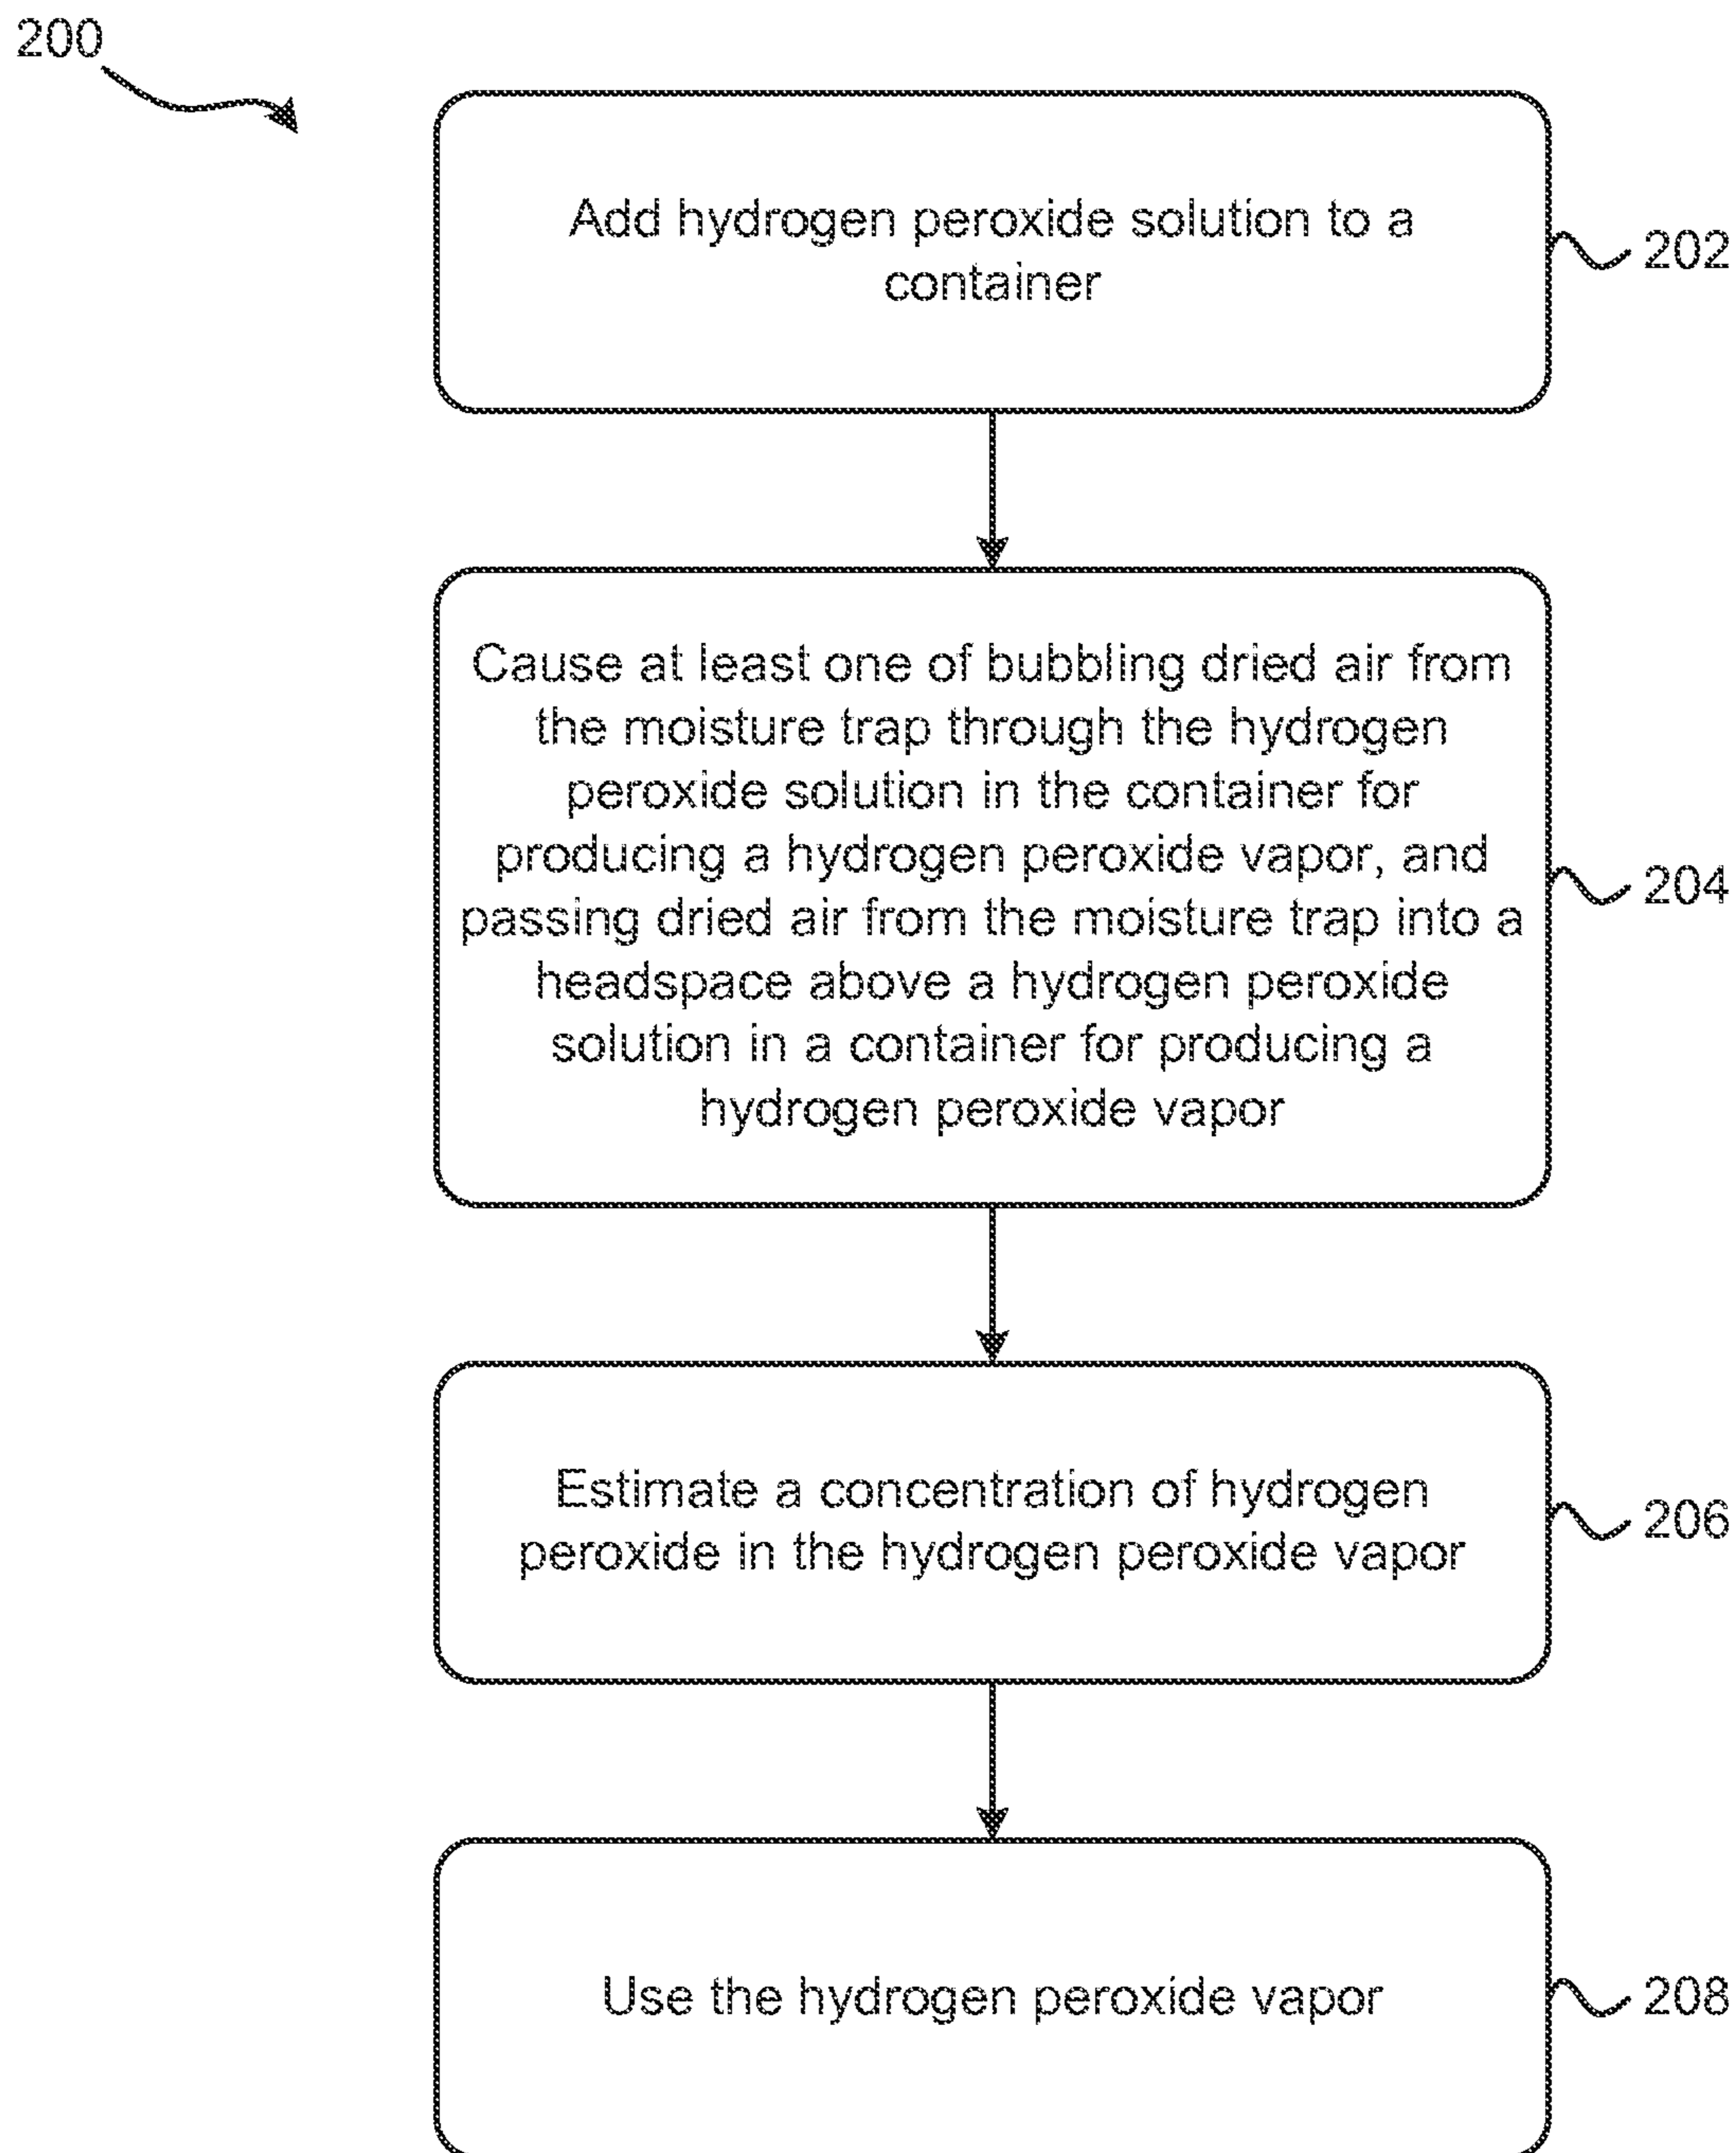 200
Add hydrogen peroxide solution to a
container
202
Cause at least one of bubbling dried air from
the moisture trap through the hydrogen
peroxide solution in the container for
producing a hydrogen peroxide vapor, and
passing dried air from the moisture trap into a
headspace above a hydrogen peroxide
solution in a container for producing a
hydrogen peroxide vapor
204
Estimate a concentration of hydrogen
peroxide in the hydrogen peroxide vapor
206
Use the hydrogen peroxide vapor
208